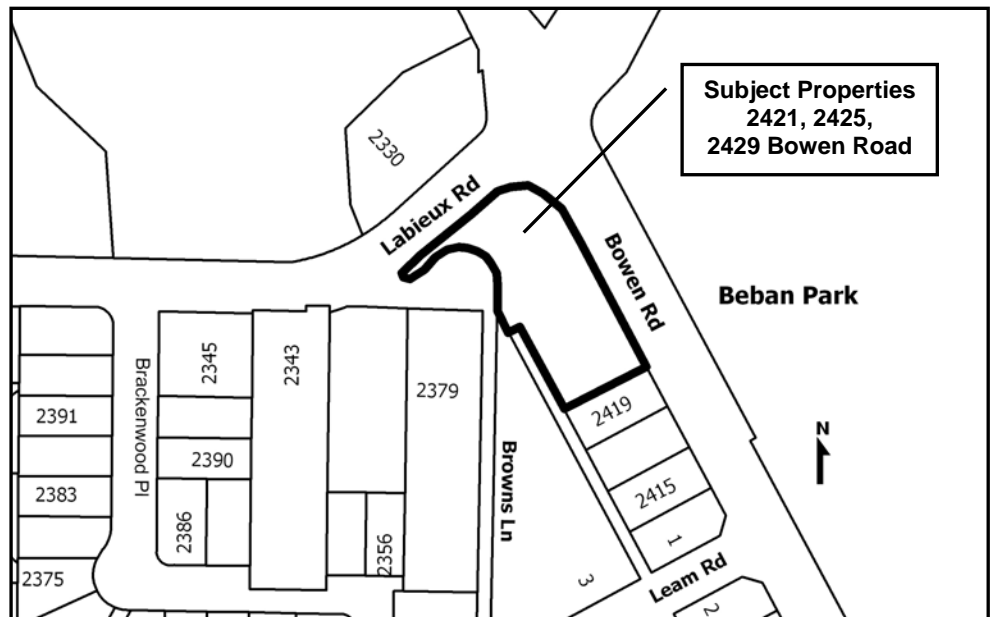 Subject Properties
2421, 2425,
2429 Bowen Road
2330
Labieux Rd
Bowen Rd
Beban Park
2345
2343
2379
2419
2391
Brackenwood Pl
2390
Browns Ln
N
2383
2386
2415
2356
1
2375
3
Leam Rd
2